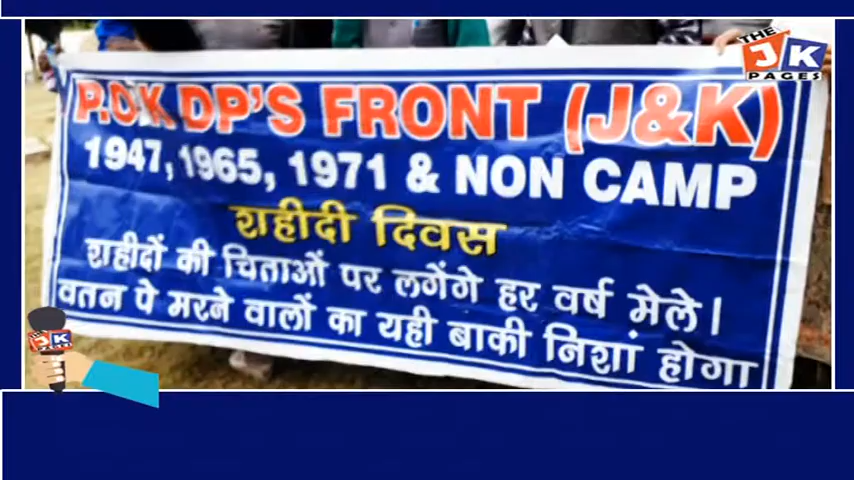 THE
JK
PAGES
P.O.K DP'S FRONT (J&K)
1947, 1965, 1971 & NON CAMP
शहीदी दिवस
शहीदों की चिताओं पर लगेंगे हर वर्ष मेले।
वतन पे मरने वालों का यही बाकी निशां होगा
JK